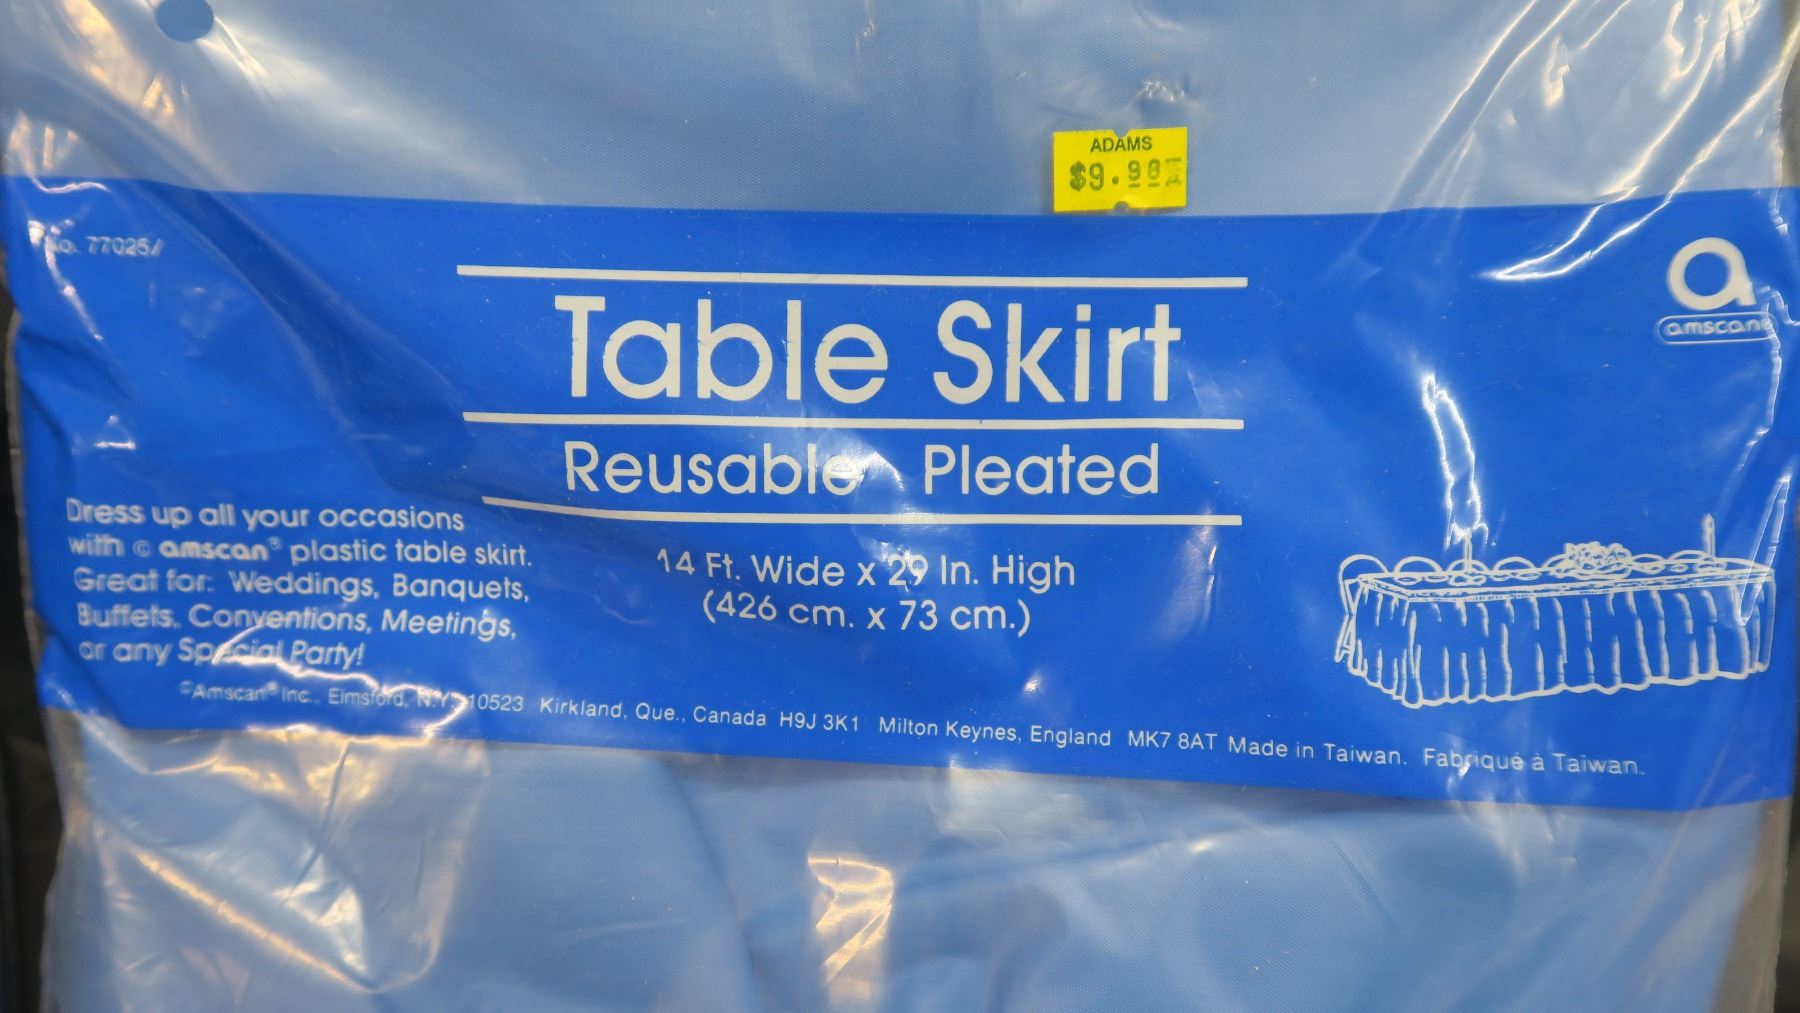 ADAMS
$9.98
No. 77025/
amscan
Table Skirt
Reusable Pleated
Dress up all your occasions
with © amscan® plastic table skirt.
Great for: Weddings, Banquets,
Buffets, Conventions, Meetings,
or any Special Party!
14 Ft. Wide x 29 In. High
(426 cm. x 73 cm.)
©Amscan® Inc., Elmsford, N.Y. 10523 Kirkland, Que., Canada H9J 3K1 Milton Keynes, England MK7 8AT Made in Taiwan. Fabriqué à Taiwan.